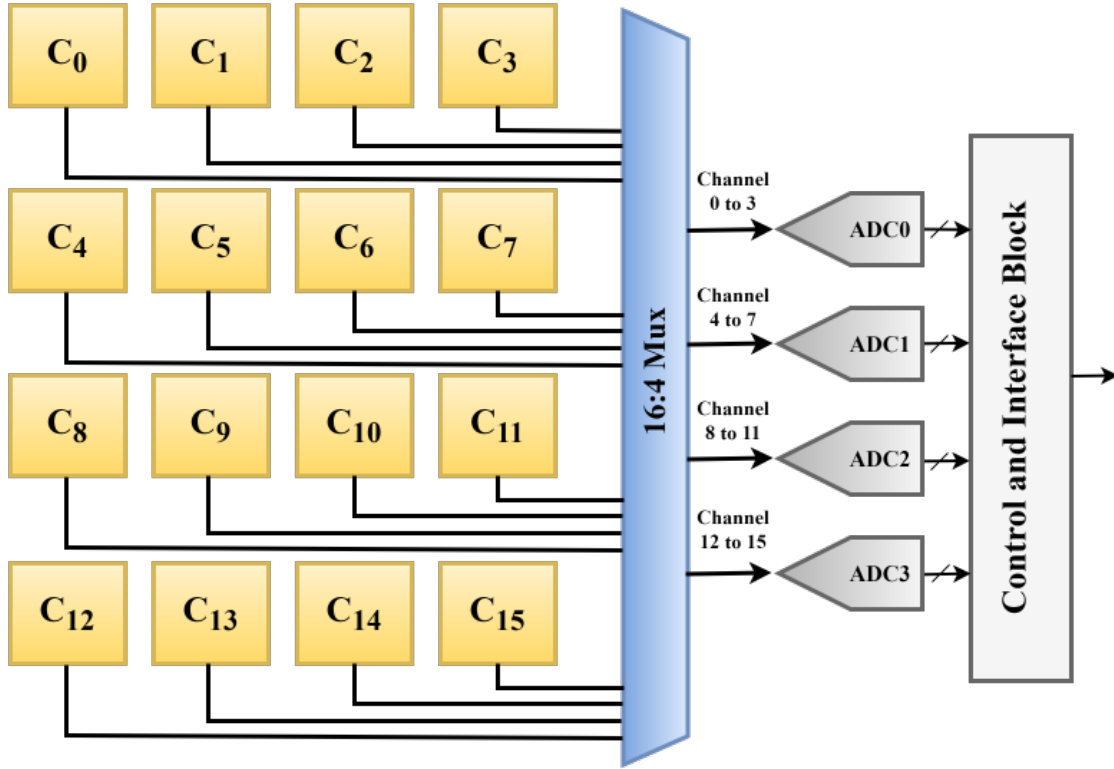 C₀ C₁ C₂ C₃
C₄ C₅ C₆ C₇
C₈ C₉ C₁₀ C₁₁
C₁₂ C₁₃ C₁₄ C₁₅
16:4 Mux
Channel
0 to 3
ADC0
Channel
4 to 7
ADC1
Channel
8 to 11
ADC2
Channel
12 to 15
ADC3
Control and Interface Block